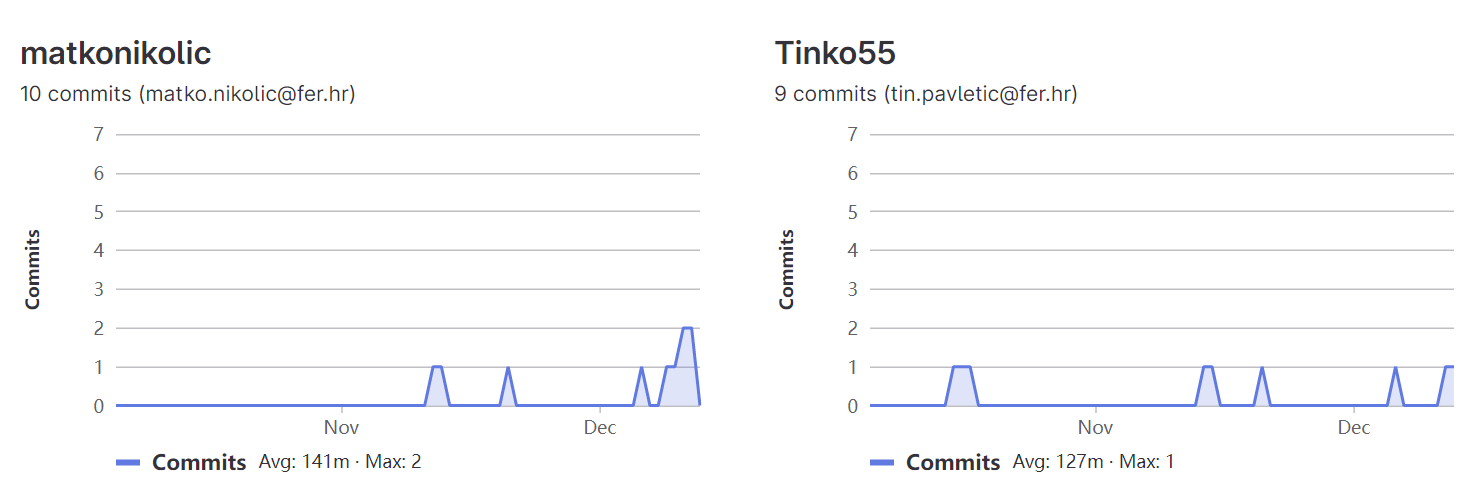 matkonikolic
10 commits (matko.nikolic@fer.hr)
7
6
5
4
3
2
1
0
Commits
Nov
Dec
Commits Avg: 141m · Max: 2
Tinko55
9 commits (tin.pavletic@fer.hr)
7
6
5
4
3
2
1
0
Commits
Nov
Dec
Commits Avg: 127m · Max: 1